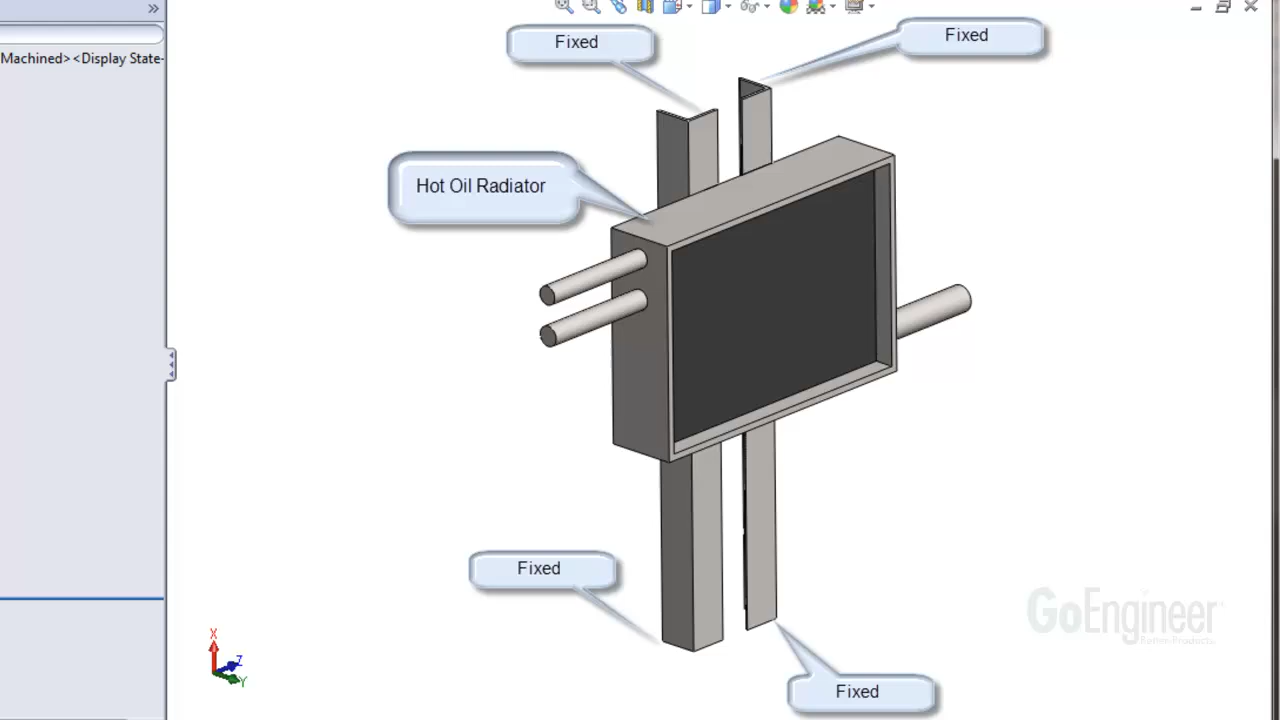 »
Machined><Display State-
Fixed
Fixed
Hot Oil Radiator
Fixed
Fixed
X
Z
Y
GoEngineer